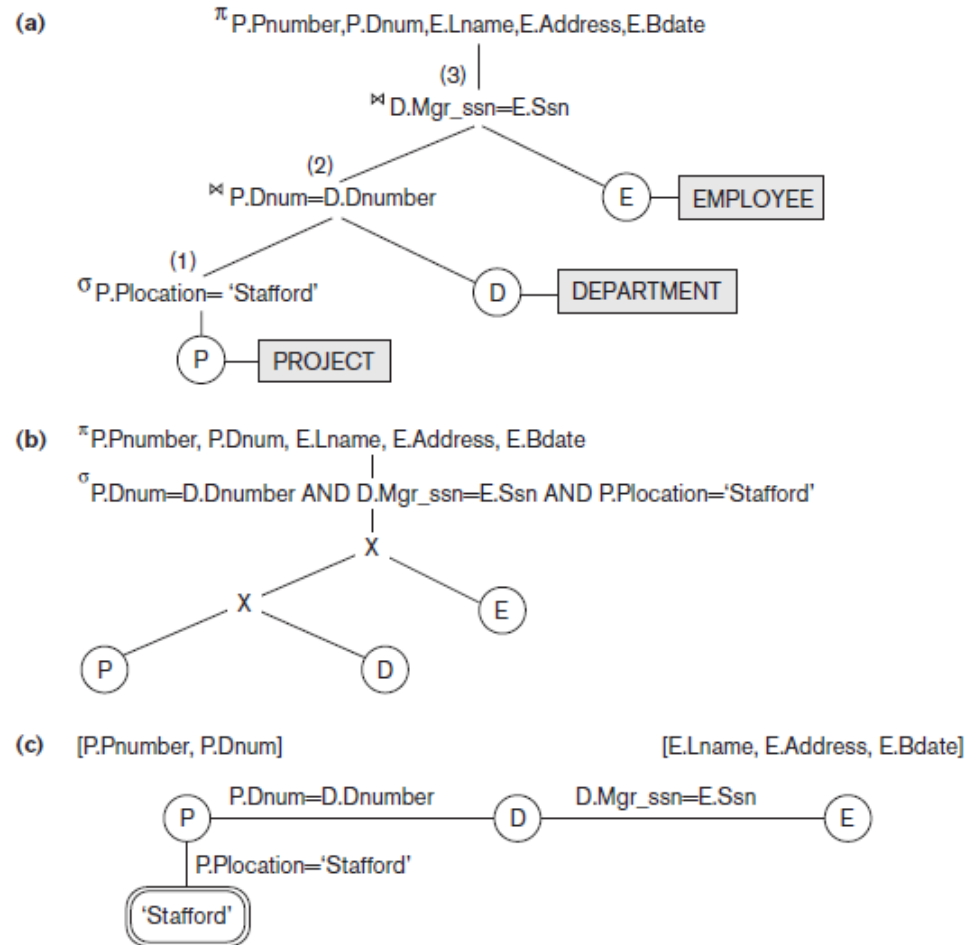 (a) π P.Pnumber,P.Dnum,E.Lname,E.Address,E.Bdate
(3)
⋈ D.Mgr_ssn=E.Ssn
(2)
⋈ P.Dnum=D.Dnumber
E EMPLOYEE
(1)
σ P.Plocation= ‘Stafford’
D DEPARTMENT
P PROJECT
(b) π P.Pnumber, P.Dnum, E.Lname, E.Address, E.Bdate
σ P.Dnum=D.Dnumber AND D.Mgr_ssn=E.Ssn AND P.Plocation=‘Stafford’
X
X E
P D
(c) [P.Pnumber, P.Dnum] [E.Lname, E.Address, E.Bdate]
P P.Dnum=D.Dnumber D D.Mgr_ssn=E.Ssn E
P.Plocation=‘Stafford’
‘Stafford’